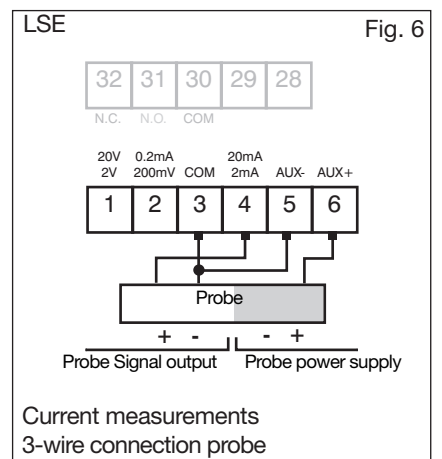 LSE Fig. 6
32 31 30 29 28
N.C. N.O. COM
20V 0.2mA 20mA
2V 200mV COM 2mA AUX- AUX+
1 2 3 4 5 6
Probe
+ - - +
Probe Signal output Probe power supply
Current measurements
3-wire connection probe